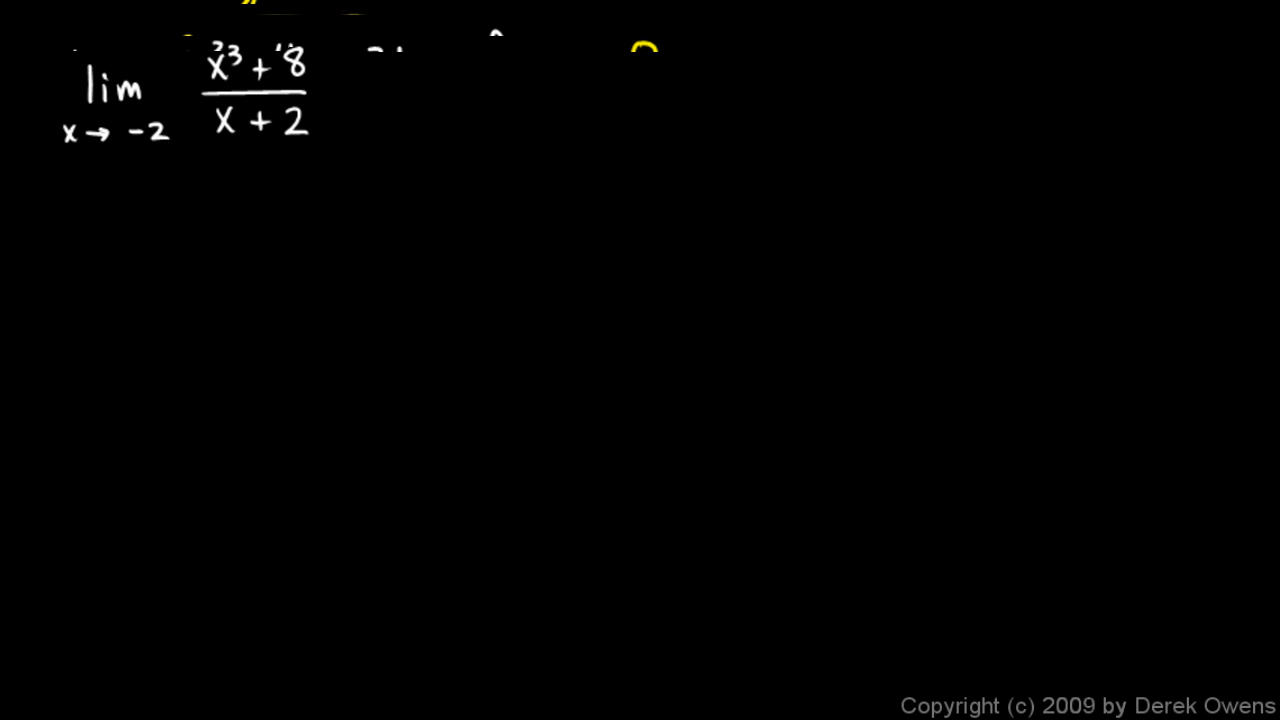 lim x³ + 8
x → -2 x + 2
Copyright (c) 2009 by Derek Owens